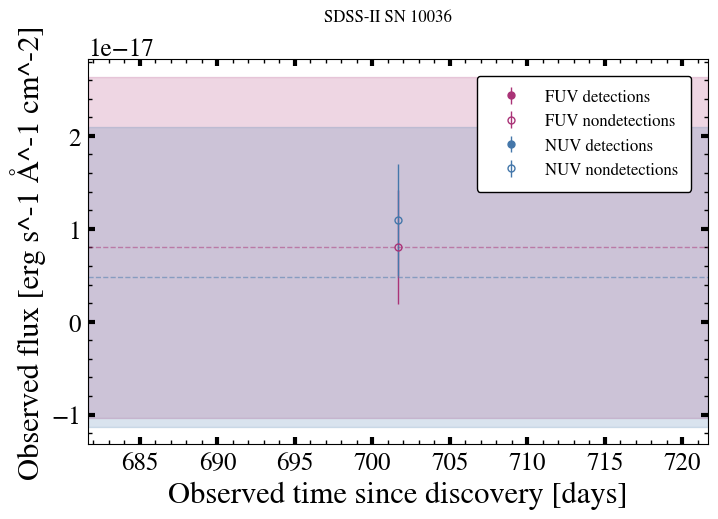 SDSS-II SN 10036
1e−17
Observed flux [erg s^-1 Å^-1 cm^-2]
2
1
0
−1
FUV detections
FUV nondetections
NUV detections
NUV nondetections
685 690 695 700 705 710 715 720
Observed time since discovery [days]